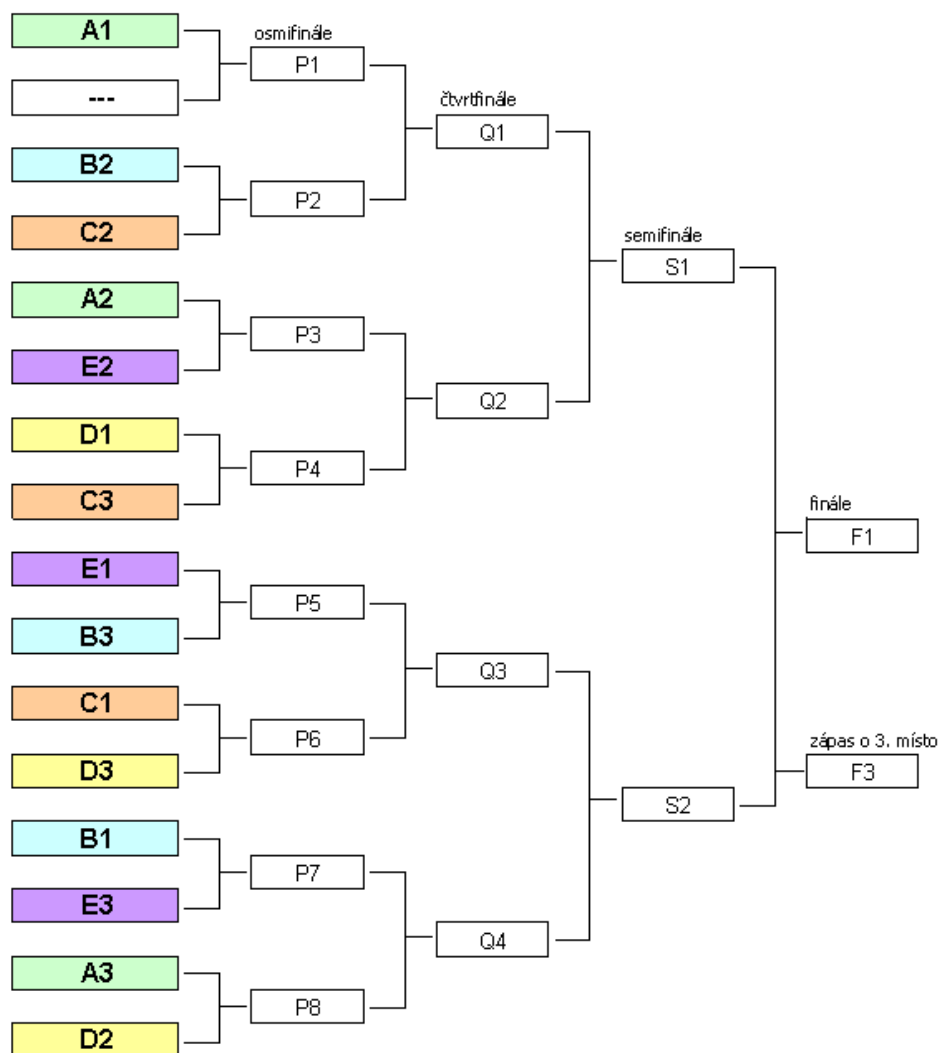 A1
osmifinále
P1
---
čtvrtfinále
Q1
B2
P2
C2
semifinále
S1
A2
P3
E2
Q2
D1
P4
C3
finále
F1
E1
P5
B3
Q3
C1
P6
D3
zápas o 3. místo
F3
S2
B1
P7
E3
Q4
A3
P8
D2